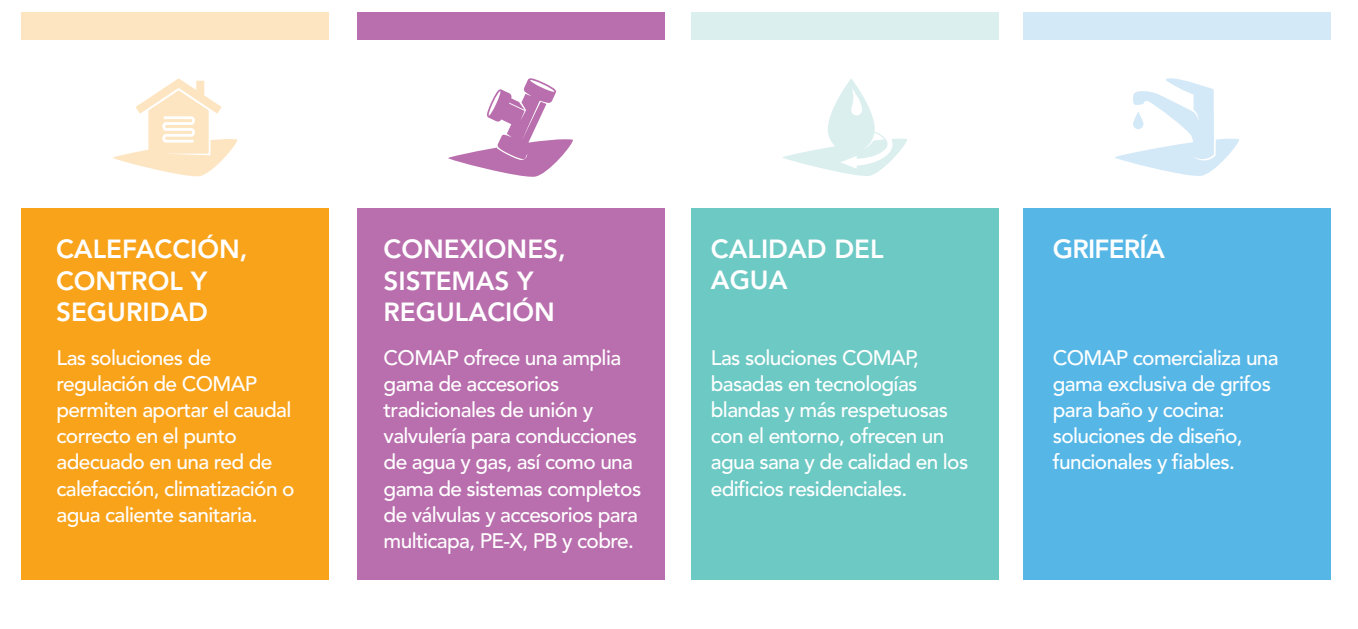 CALEFACCIÓN,
CONTROL Y
SEGURIDAD
Las soluciones de
regulación de COMAP
permiten aportar el caudal
correcto en el punto
adecuado en una red de
calefacción, climatización o
agua caliente sanitaria.
CONEXIONES,
SISTEMAS Y
REGULACIÓN
COMAP ofrece una amplia
gama de accesorios
tradicionales de unión y
valvulería para conducciones
de agua y gas, así como una
gama de sistemas completos
de válvulas y accesorios para
multicapa, PE-X, PB y cobre.
CALIDAD DEL
AGUA
Las soluciones COMAP,
basadas en tecnologías
blandas y más respetuosas
con el entorno, ofrecen un
agua sana y de calidad en los
edificios residenciales.
GRIFERÍA
COMAP comercializa una
gama exclusiva de grifos
para baño y cocina:
soluciones de diseño,
funcionales y fiables.